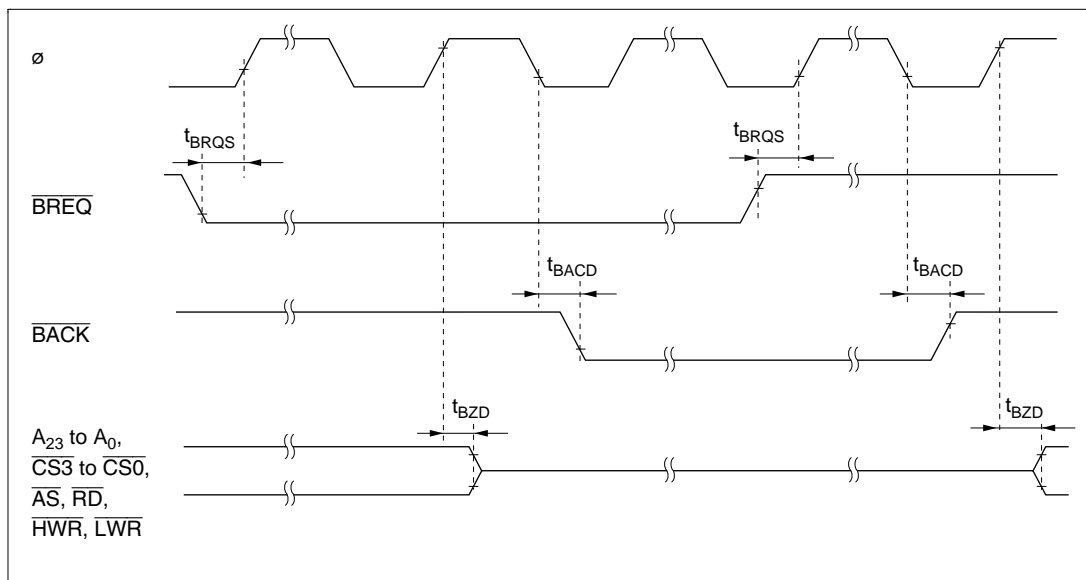 ø
tBRQS
tBRQS
BREQ
tBACD
tBACD
BACK
tBZD
tBZD
A23 to A0,
CS3 to CS0,
AS, RD,
HWR, LWR